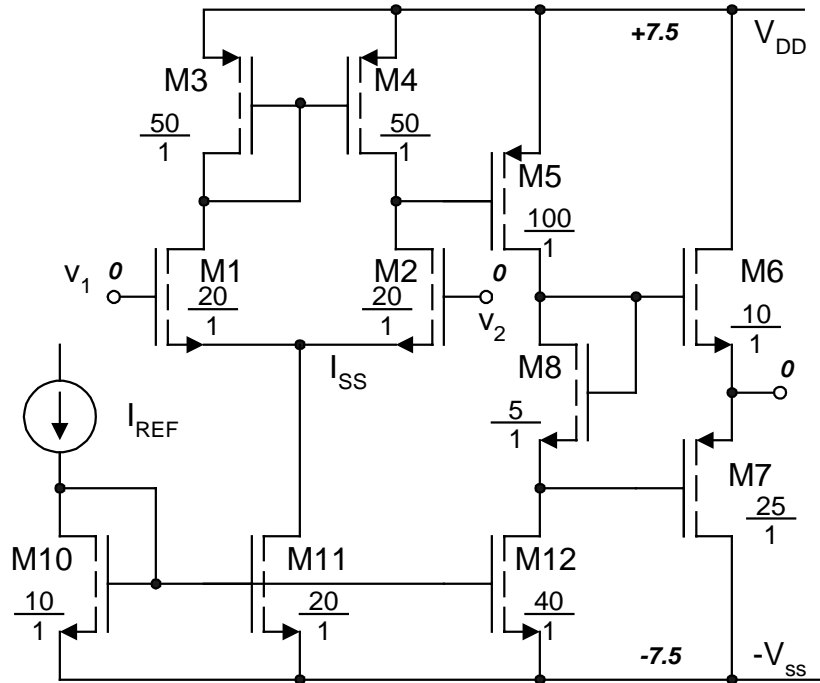 +7.5 V_DD
M3 M4
50/1 50/1
M5
100/1
v_1 0 M1 M2 0 v_2
20/1 20/1
M6
10/1
M8
5/1
I_SS
0
I_REF
M7
25/1
M10 M11 M12
10/1 20/1 40/1
-7.5 -V_ss